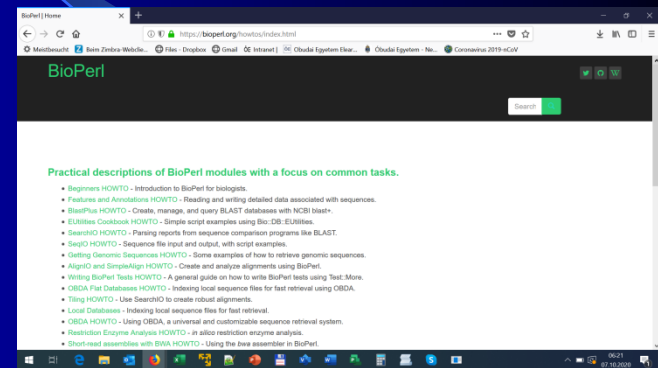 BioPerl | Home
https://bioperl.org/howtos/index.html
Meistbesucht Beim Zimbra-Webclie... Files - Dropbox Gmail ÓE Intranet | Óbudai Egyetem Elear... Óbudai Egyetem - Ne... Coronavirus 2019-nCoV
BioPerl
Search
Practical descriptions of BioPerl modules with a focus on common tasks.
Beginners HOWTO - Introduction to BioPerl for biologists.
Features and Annotations HOWTO - Reading and writing detailed data associated with sequences.
BlastPlus HOWTO - Create, manage, and query BLAST databases with NCBI blast+.
EUtilities Cookbook HOWTO - Simple script examples using Bio::DB::EUtilities.
SearchIO HOWTO - Parsing reports from sequence comparison programs like BLAST.
SeqIO HOWTO - Sequence file input and output, with script examples.
Getting Genomic Sequences HOWTO - Some examples of how to retrieve genomic sequences.
AlignIO and SimpleAlign HOWTO - Create and analyze alignments using BioPerl.
Writing BioPerl Tests HOWTO - A general guide on how to write BioPerl tests using Test::More.
OBDA Flat Databases HOWTO - Indexing local sequence files for fast retrieval using OBDA.
Tiling HOWTO - Use SearchIO to create robust alignments.
Local Databases - Indexing local sequence files for fast retrieval.
OBDA HOWTO - Using OBDA, a universal and customizable sequence retrieval system.
Restriction Enzyme Analysis HOWTO - in silico restriction enzyme analysis.
Short-read assemblies with BWA HOWTO - Using the bwa assembler in BioPerl.
06:21
07.10.2020